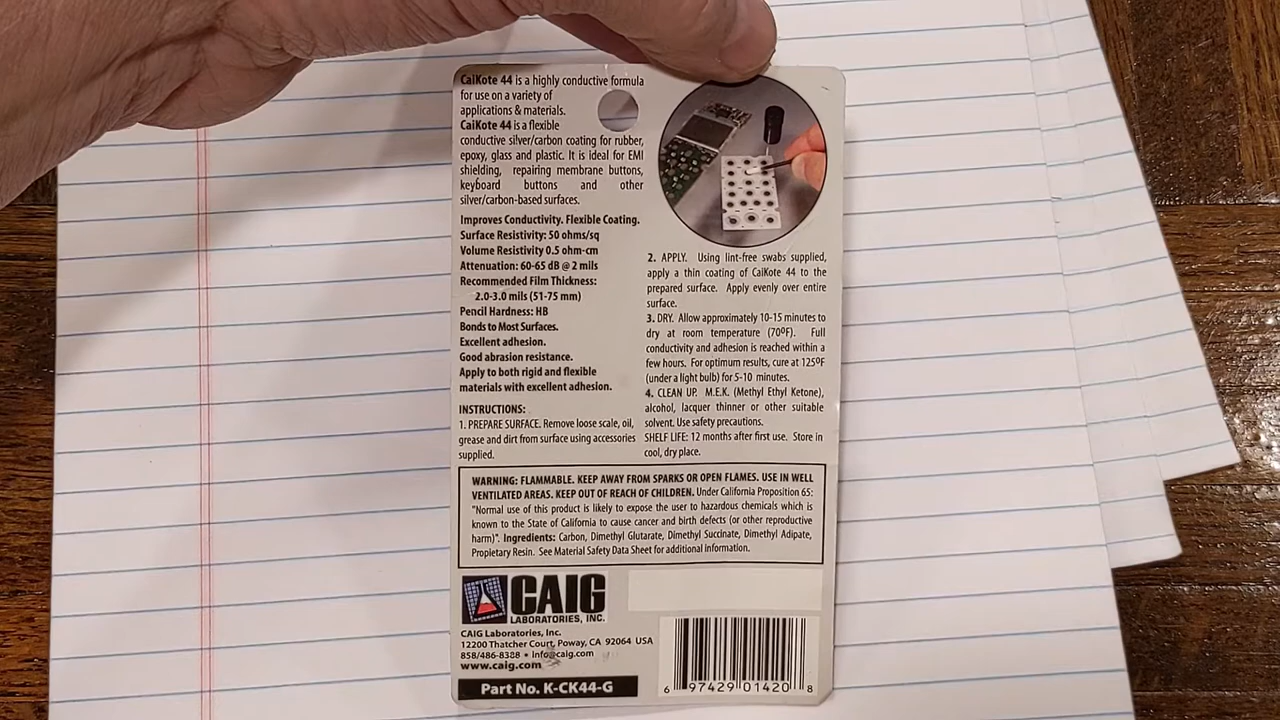 CaiKote 44 is a highly conductive formula
for use on a variety of
applications & materials.
CaiKote 44 is a flexible
conductive silver/carbon coating for rubber,
epoxy, glass and plastic. It is ideal for EMI
shielding, repairing membrane buttons,
keyboard buttons and other
silver/carbon-based surfaces.
Improves Conductivity. Flexible Coating.
Surface Resistivity: 50 ohms/sq
Volume Resistivity 0.5 ohm-cm
Attenuation: 60-65 dB @ 2 mils
Recommended Film Thickness:
2.0-3.0 mils (51-75 mm)
Pencil Hardness: HB
Bonds to Most Surfaces.
Excellent adhesion.
Good abrasion resistance.
Apply to both rigid and flexible
materials with excellent adhesion.
INSTRUCTIONS:
1. PREPARE SURFACE. Remove loose scale, oil,
grease and dirt from surface using accessories
supplied.
2. APPLY. Using lint-free swabs supplied,
apply a thin coating of CaiKote 44 to the
prepared surface. Apply evenly over entire
surface.
3. DRY. Allow approximately 10-15 minutes to
dry at room temperature (70ºF). Full
conductivity and adhesion is reached within a
few hours. For optimum results, cure at 125ºF
(under a light bulb) for 5-10 minutes.
4. CLEAN UP. M.E.K. (Methyl Ethyl Ketone),
alcohol, lacquer thinner or other suitable
solvent. Use safety precautions.
SHELF LIFE: 12 months after first use. Store in
cool, dry place.
WARNING: FLAMMABLE. KEEP AWAY FROM SPARKS OR OPEN FLAMES. USE IN WELL
VENTILATED AREAS. KEEP OUT OF REACH OF CHILDREN. Under California Proposition 65:
"Normal use of this product is likely to expose the user to hazardous chemicals which is
known to the State of California to cause cancer and birth defects (or other reproductive
harm)". Ingredients: Carbon, Dimethyl Glutarate, Dimethyl Succinate, Dimethyl Adipate,
Propietary Resin. See Material Safety Data Sheet for additional information.
CAIG
LABORATORIES, INC.
CAIG Laboratories, Inc.
12200 Thatcher Court, Poway, CA 92064 USA
858/486-8388 • Info@caig.com
www.caig.com
Part No. K-CK44-G
6 97429 01420 8